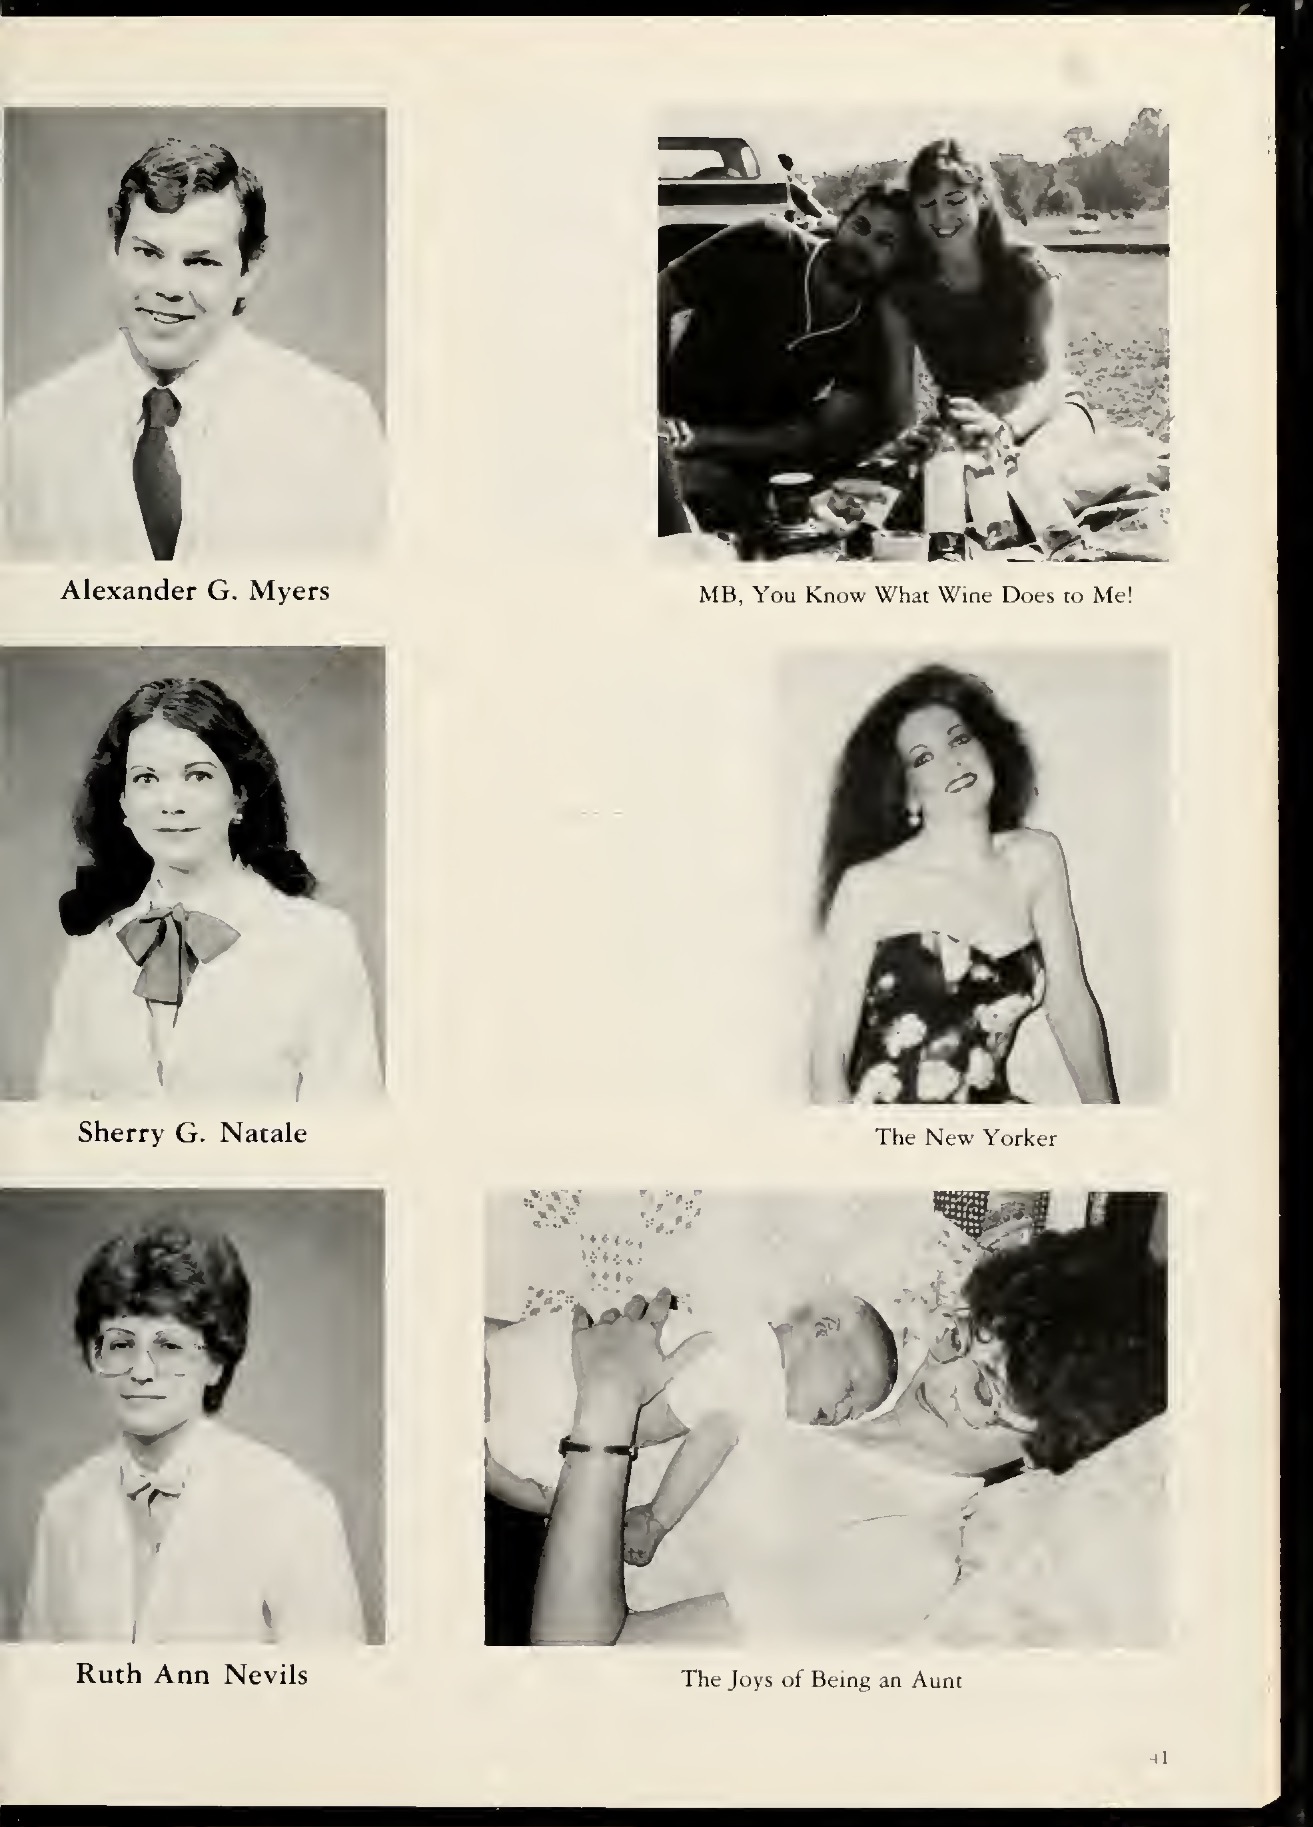 Alexander G. Myers
MB, You Know What Wine Does to Me!
Sherry G. Natale
The New Yorker
Ruth Ann Nevils
The Joys of Being an Aunt
41